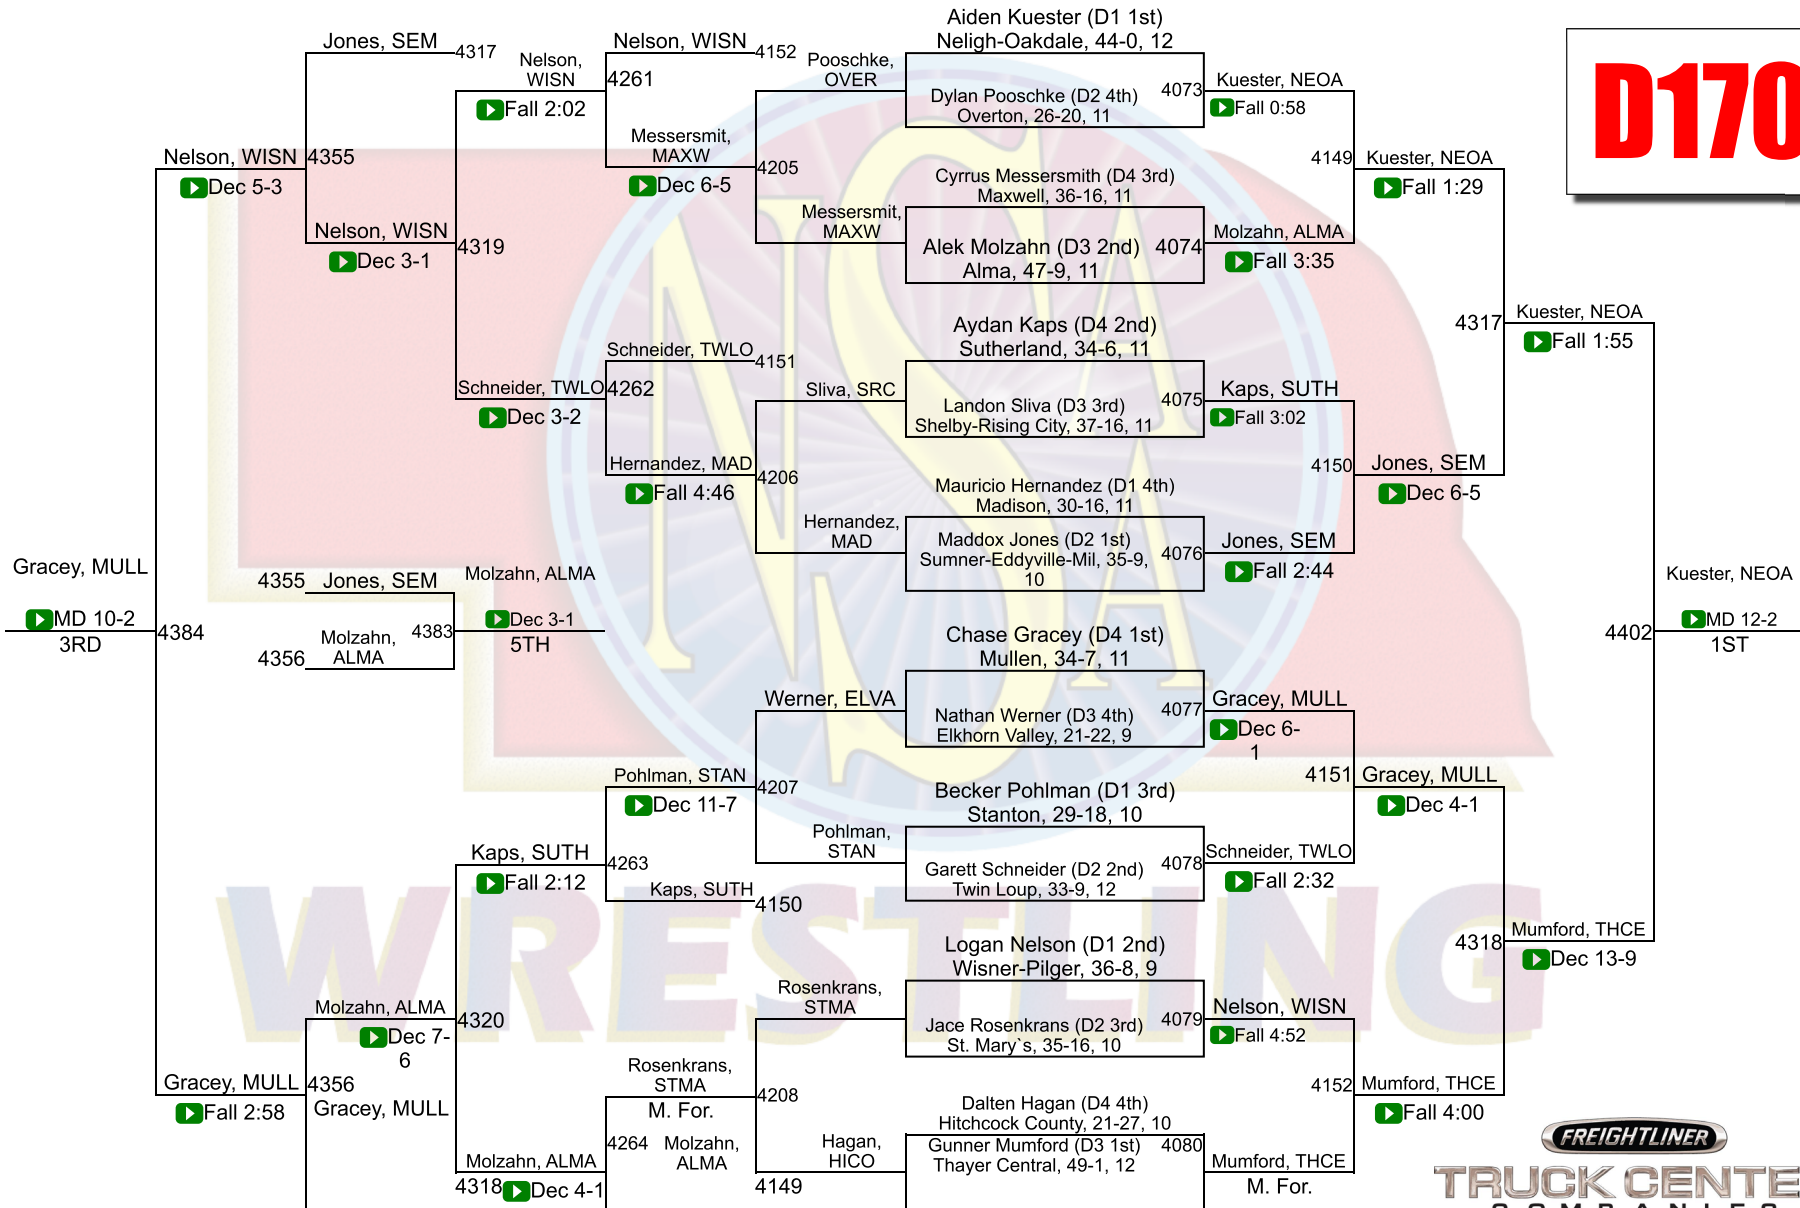 Aiden Kuester (D1 1st)
Neligh-Oakdale, 44-0, 12
Jones, SEM
4317
Nelson, WISN
4152
Nelson,
WISN
4261
Fall 2:02
Pooschke,
OVER
Dylan Pooschke (D2 4th)
Overton, 26-20, 11
4073
Kuester, NEOA
Fall 0:58
D170
Messersmit,
MAXW
4205
Dec 6-5
Nelson, WISN
4355
Dec 5-3
4149
Kuester, NEOA
Fall 1:29
Cyrrus Messersmith (D4 3rd)
Maxwell, 36-16, 11
Messersmit,
MAXW
Nelson, WISN
4319
Dec 3-1
Alek Molzahn (D3 2nd)
Alma, 47-9, 11
4074
Molzahn, ALMA
Fall 3:35
Aydan Kaps (D4 2nd)
Sutherland, 34-6, 11
4317
Kuester, NEOA
Fall 1:55
Schneider, TWLO
4151
Schneider, TWLO
4262
Dec 3-2
Sliva, SRC
Landon Sliva (D3 3rd)
Shelby-Rising City, 37-16, 11
4075
Kaps, SUTH
Fall 3:02
Hernandez, MAD
4206
Fall 4:46
4150
Jones, SEM
Dec 6-5
Mauricio Hernandez (D1 4th)
Madison, 30-16, 11
Hernandez,
MAD
Maddox Jones (D2 1st)
Sumner-Eddyville-Mil, 35-9,
10
4076
Jones, SEM
Fall 2:44
Gracey, MULL
MD 10-2
3RD
4384
4355
Jones, SEM
Molzahn, ALMA
4383
Dec 3-1
5TH
4356
Molzahn,
ALMA
Kuester, NEOA
4402
MD 12-2
1ST
Chase Gracey (D4 1st)
Mullen, 34-7, 11
Werner, ELVA
Nathan Werner (D3 4th)
Elkhorn Valley, 21-22, 9
4077
Gracey, MULL
Dec 6-
1
Pohlman, STAN
4207
Dec 11-7
4151
Gracey, MULL
Dec 4-1
Becker Pohlman (D1 3rd)
Stanton, 29-18, 10
Pohlman,
STAN
Kaps, SUTH
4263
Fall 2:12
Kaps, SUTH
4150
Garett Schneider (D2 2nd)
Twin Loup, 33-9, 12
4078
Schneider, TWLO
Fall 2:32
NSAA
WRESTLING
Logan Nelson (D1 2nd)
Wisner-Pilger, 36-8, 9
4318
Mumford, THCE
Dec 13-9
Rosenkrans,
STMA
Jace Rosenkrans (D2 3rd)
St. Mary`s, 35-16, 10
4079
Nelson, WISN
Fall 4:52
Molzahn, ALMA
4320
Dec 7-
6
Rosenkrans,
STMA
4208
M. For.
Gracey, MULL
4356
Fall 2:58
Gracey, MULL
4152
Mumford, THCE
Fall 4:00
Dalten Hagan (D4 4th)
Hitchcock County, 21-27, 10
4264
Molzahn,
ALMA
Hagan,
HICO
Gunner Mumford (D3 1st)
Thayer Central, 49-1, 12
4080
Mumford, THCE
M. For.
Molzahn, ALMA
4318
Dec 4-1
4149
FREIGHTLINER
TRUCK CENTE